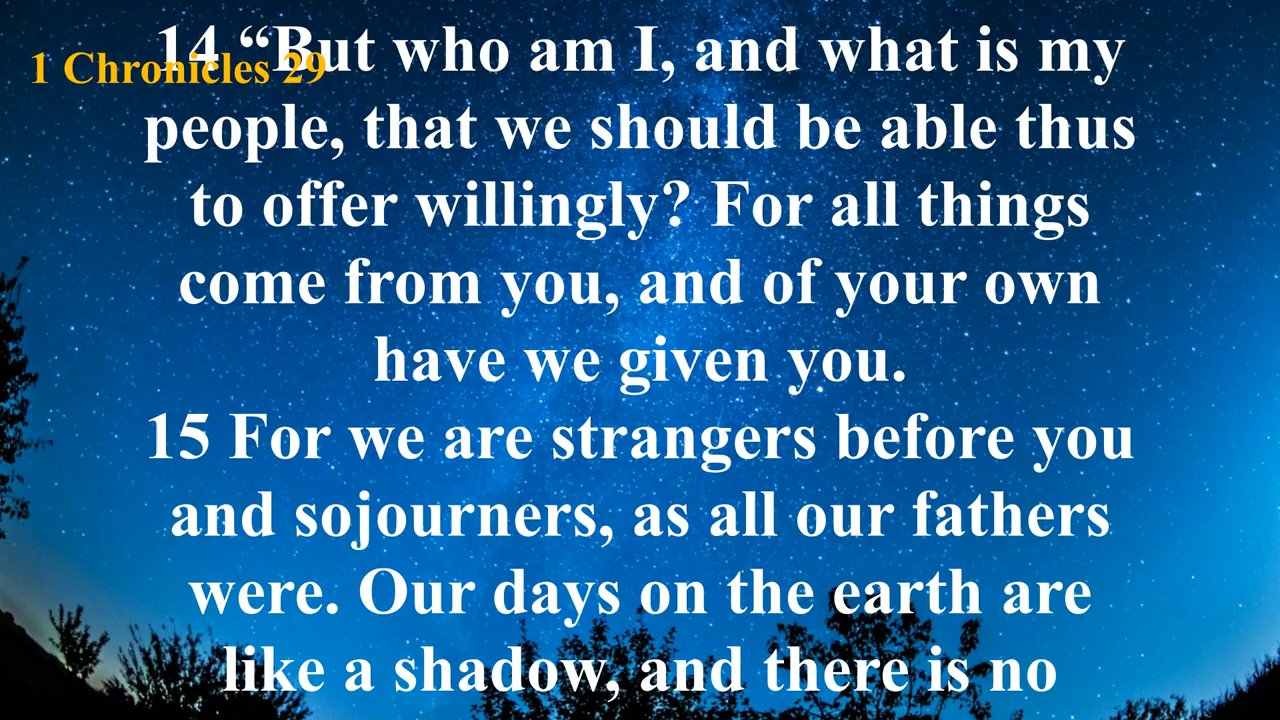 1 Chronicles 29
14 “But who am I, and what is my
people, that we should be able thus
to offer willingly? For all things
come from you, and of your own
have we given you.
15 For we are strangers before you
and sojourners, as all our fathers
were. Our days on the earth are
like a shadow, and there is no